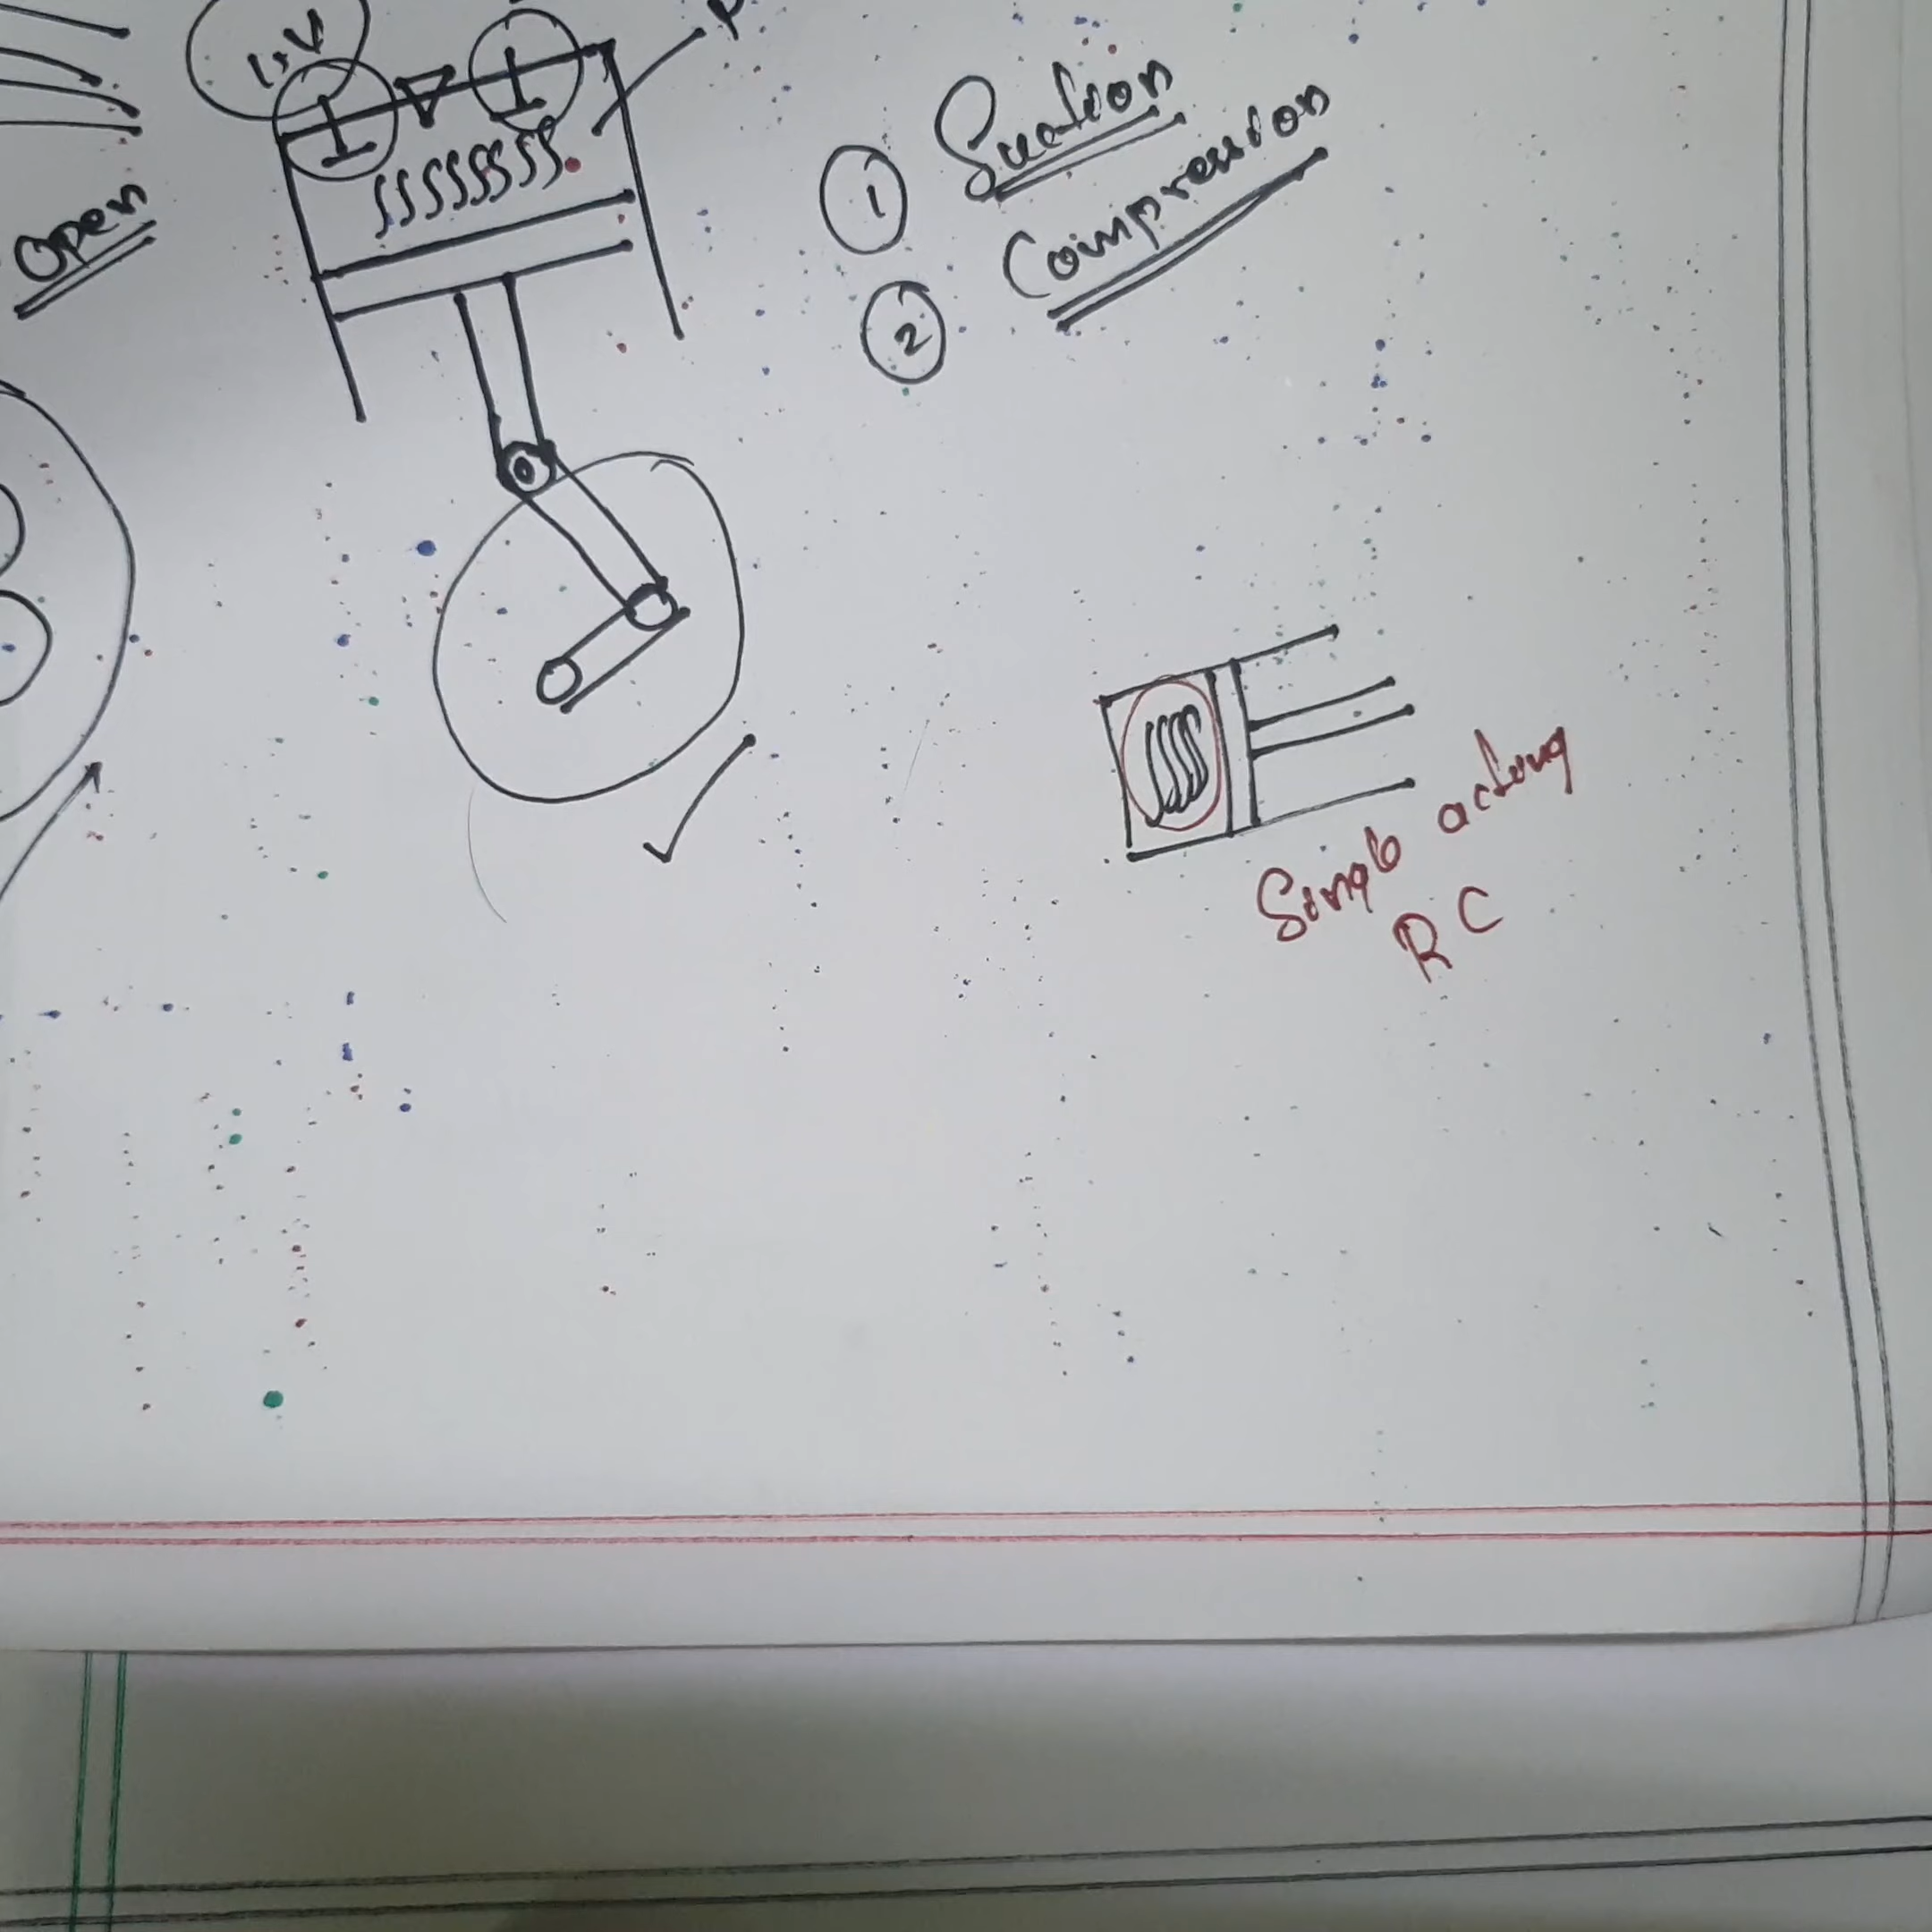 I.V
P
Open
① Suction
② Compression
Single acting
RC